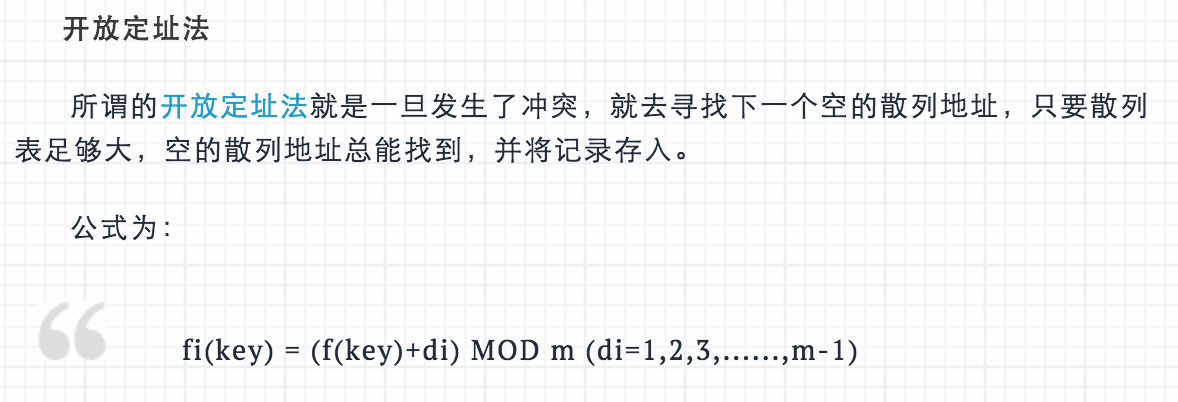 开放定址法
所谓的开放定址法就是一旦发生了冲突，就去寻找下一个空的散列地址，只要散列
表足够大，空的散列地址总能找到，并将记录存入。
公式为：
fi(key) = (f(key)+di) MOD m (di=1,2,3,......,m-1)